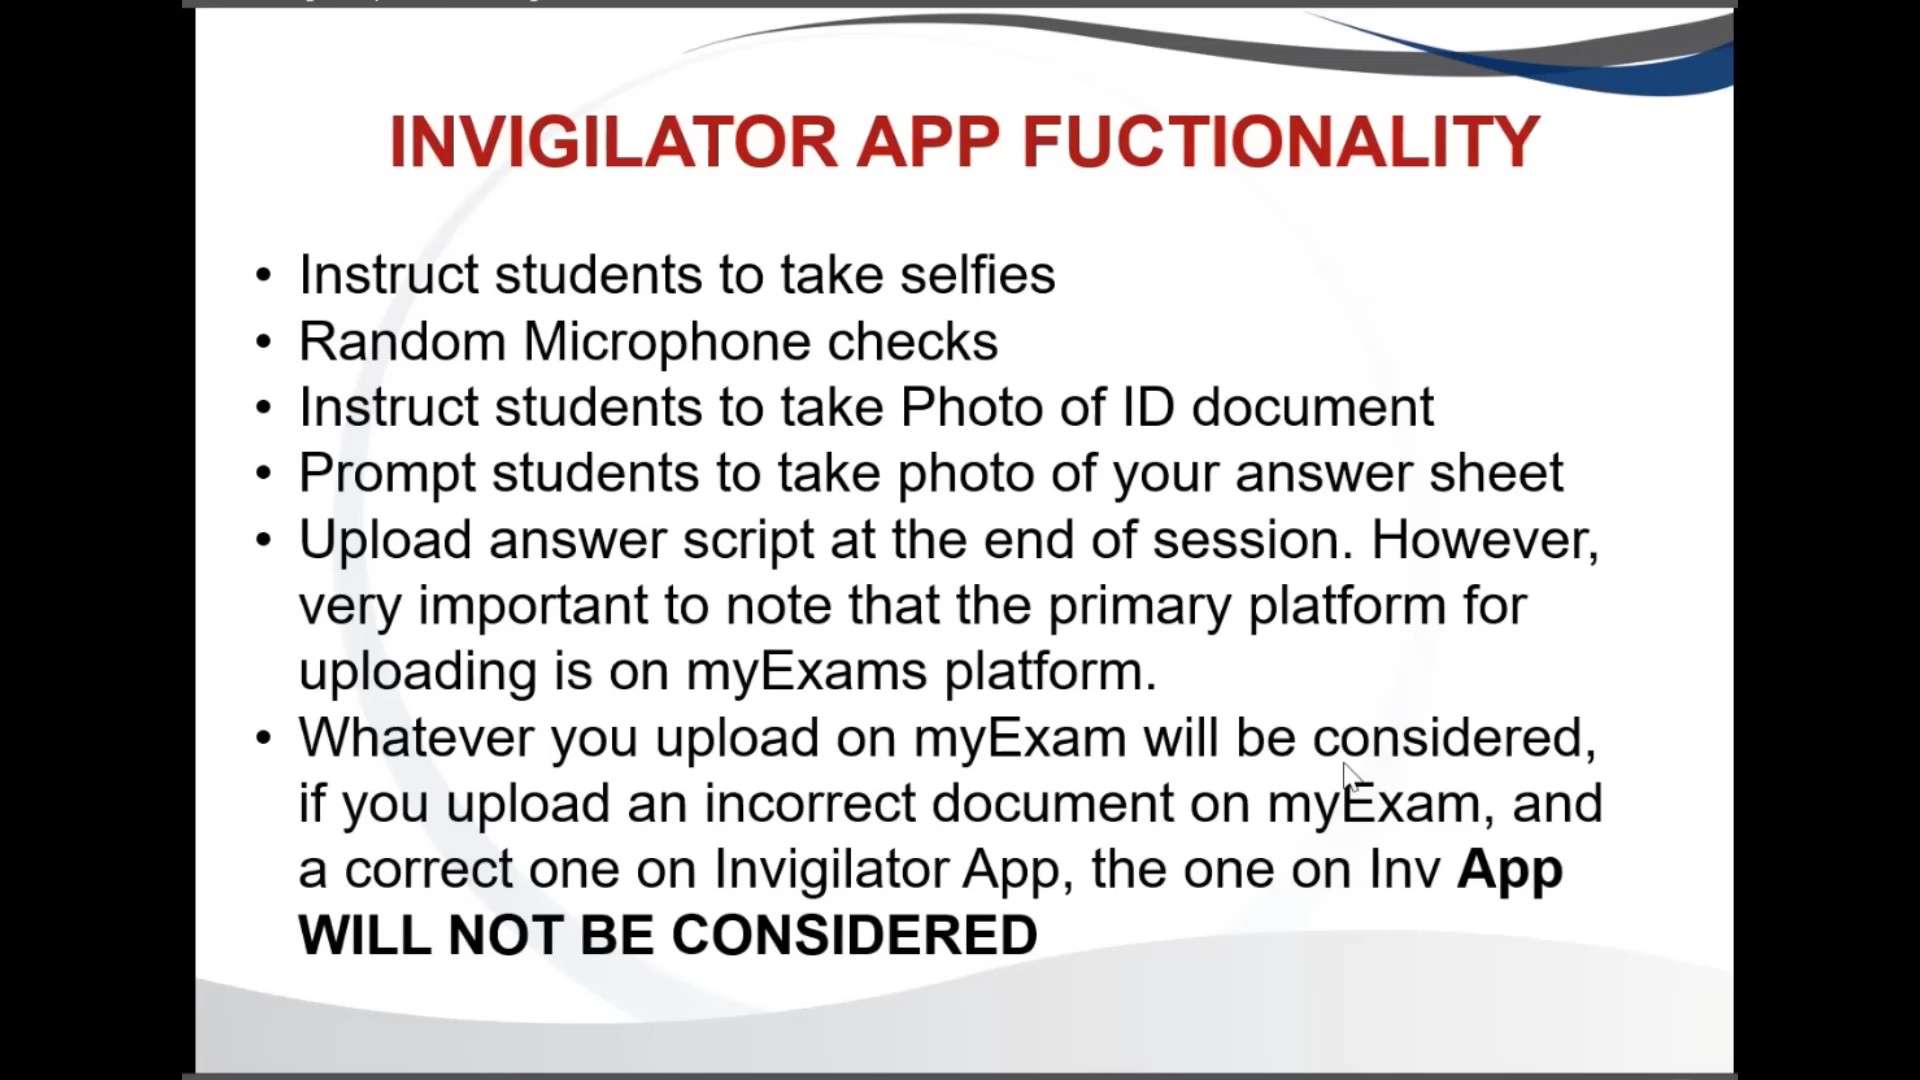 INVIGILATOR APP FUCTIONALITY
• Instruct students to take selfies
• Random Microphone checks
• Instruct students to take Photo of ID document
• Prompt students to take photo of your answer sheet
• Upload answer script at the end of session. However,
very important to note that the primary platform for
uploading is on myExams platform.
• Whatever you upload on myExam will be considered,
if you upload an incorrect document on myExam, and
a correct one on Invigilator App, the one on Inv App
WILL NOT BE CONSIDERED